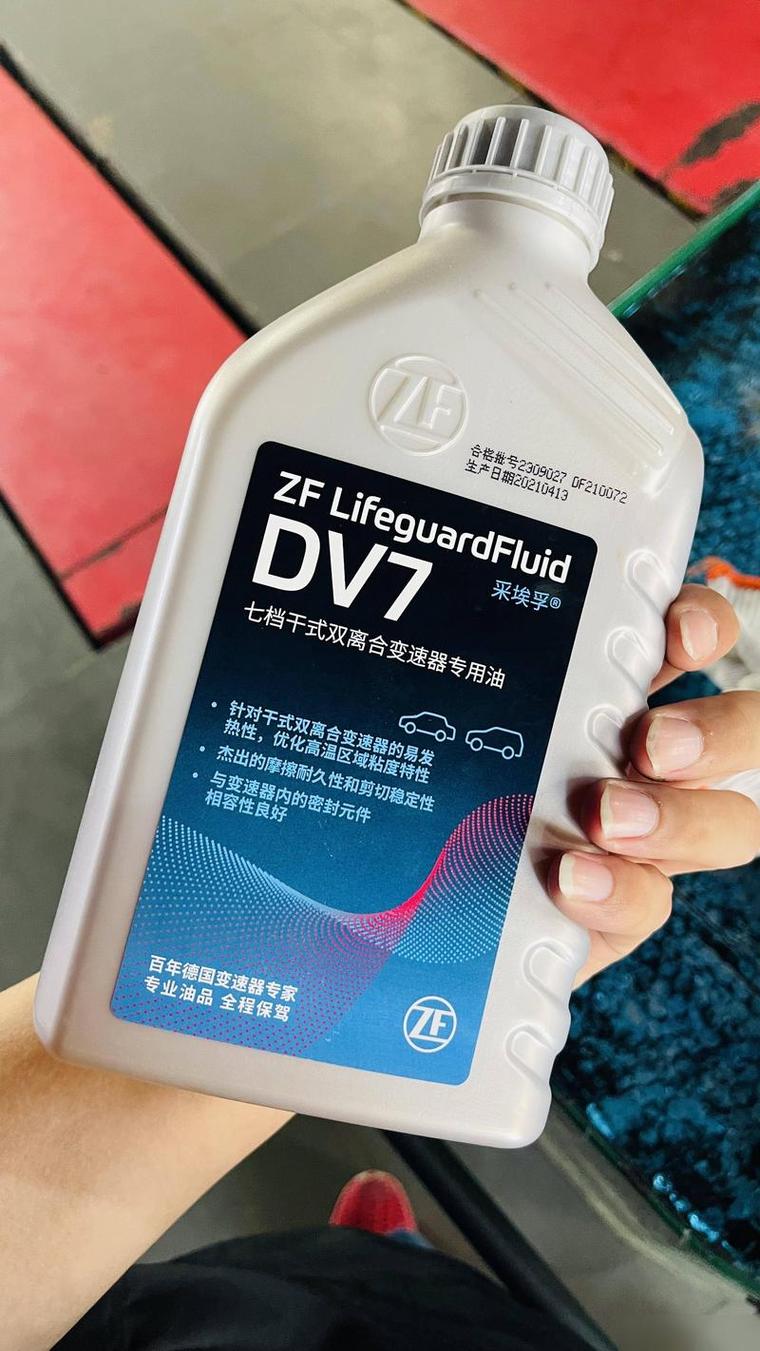 ZF
合格批号2309027 DF210072
生产日期20210413
ZF LifeguardFluid
DV7
采埃孚®
七档干式双离合变速器专用油
• 针对干式双离合变速器的易发
热性，优化高温区域粘度特性
• 杰出的摩擦耐久性和剪切稳定性
• 与变速器内的密封元件
相容性良好
百年德国变速器专家
专业油品 全程保驾
ZF